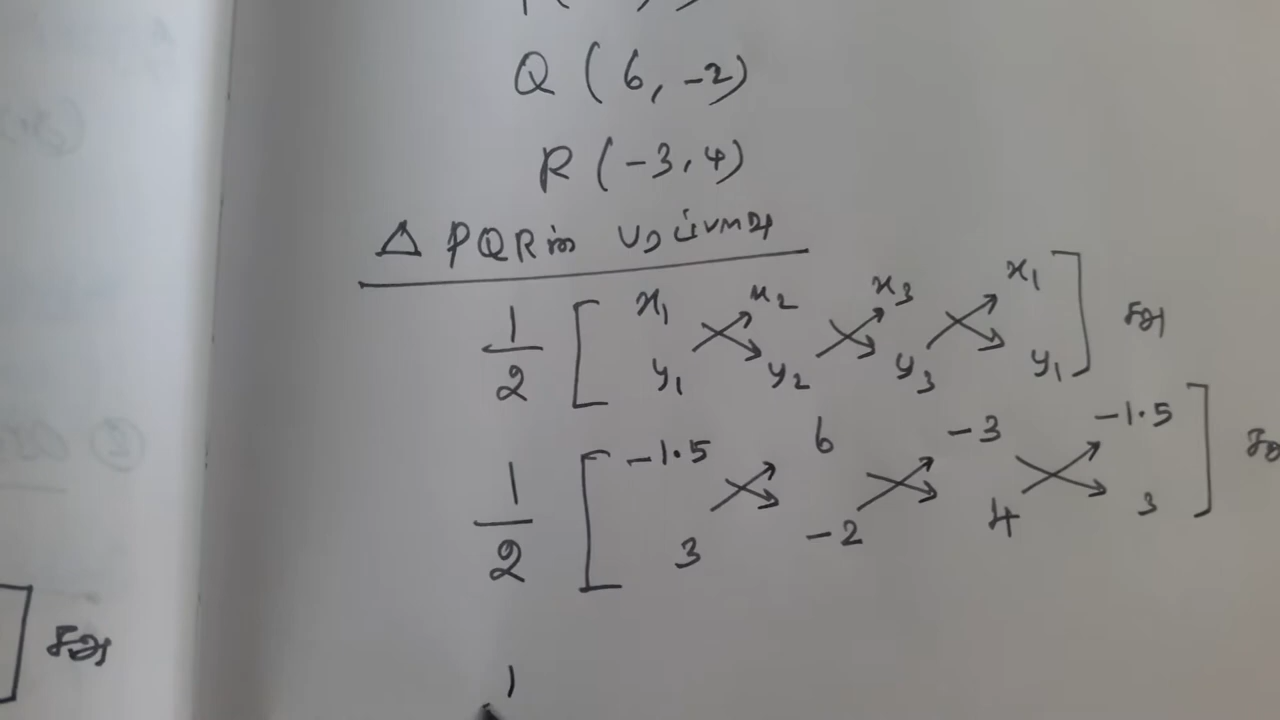 Q (6, -2)
R (-3, 4)
△ PQR ன் பரப்பளவு
1/2 [ x₁ x₂ x₃ x₁ ]
y₁ y₂ y₃ y₁
1/2 [ -1.5 6 -3 -1.5 ]
3 -2 4 3
1